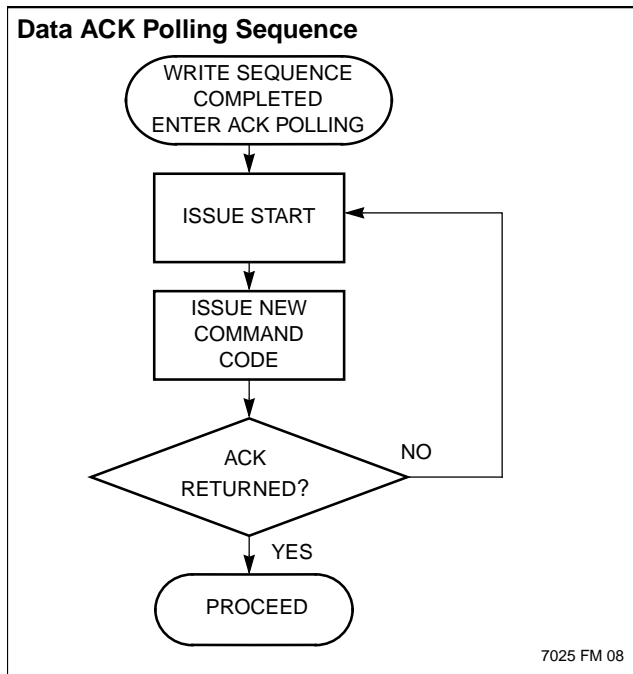 Data ACK Polling Sequence
WRITE SEQUENCE
COMPLETED
ENTER ACK POLLING
ISSUE START
ISSUE NEW
COMMAND
CODE
ACK
RETURNED?
NO
YES
PROCEED
7025 FM 08